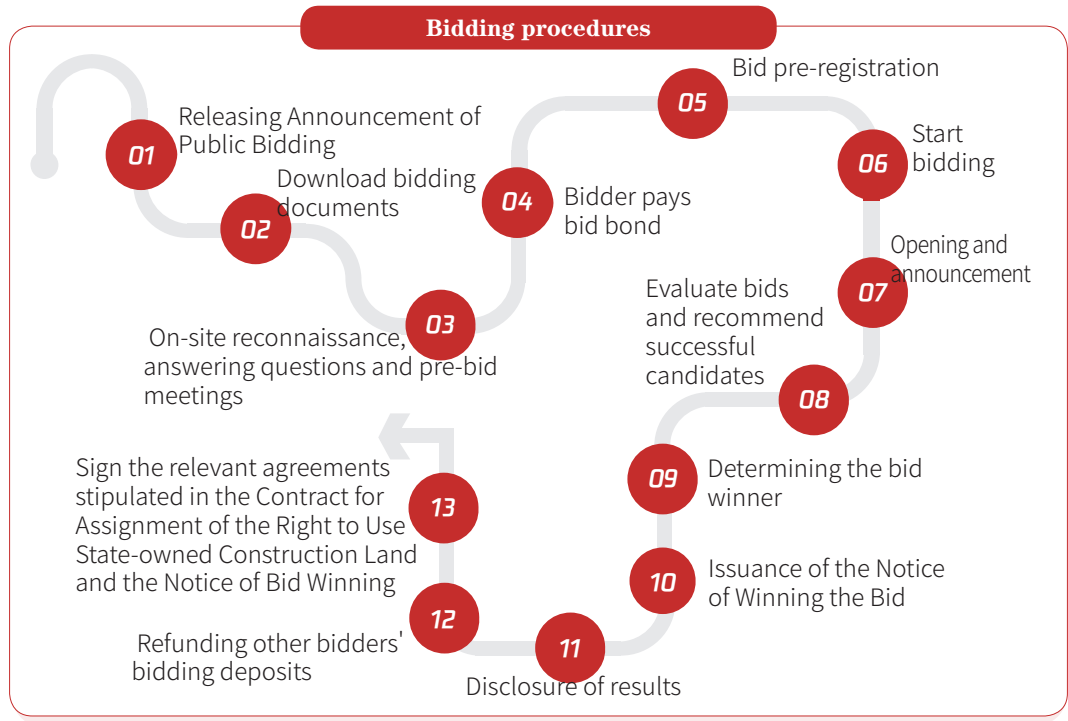 Bidding procedures
01
Releasing Announcement of
Public Bidding
02
Download bidding
documents
03
On-site reconnaissance,
answering questions and pre-bid
meetings
04
Bidder pays
bid bond
05
Bid pre-registration
06
Start
bidding
07
Opening and
announcement
08
Evaluate bids
and recommend
successful
candidates
09
Determining the bid
winner
10
Issuance of the Notice
of Winning the Bid
11
Disclosure of results
12
Refunding other bidders'
bidding deposits
13
Sign the relevant agreements
stipulated in the Contract for
Assignment of the Right to Use
State-owned Construction Land
and the Notice of Bid Winning